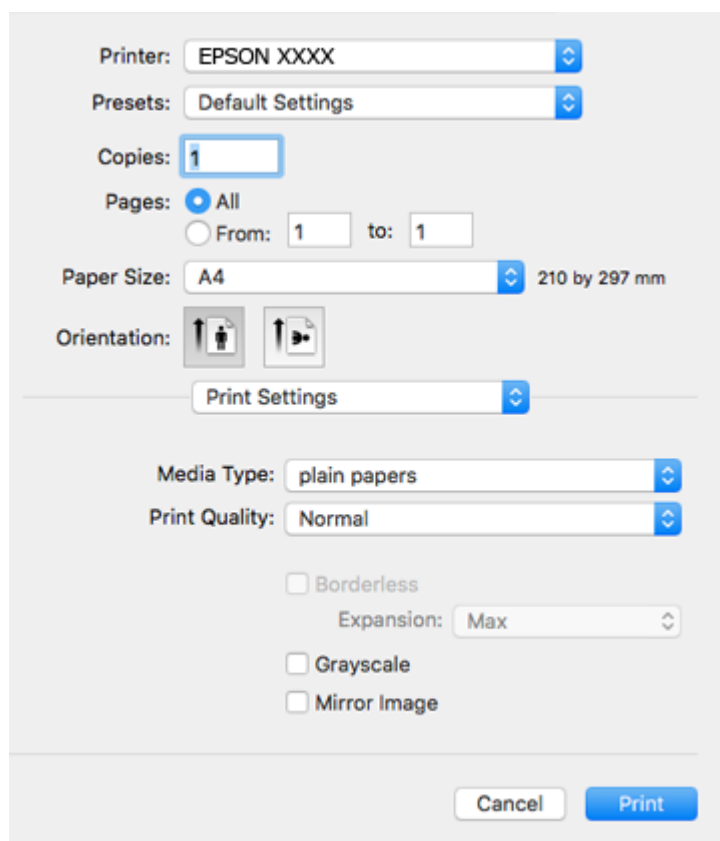 Printer: EPSON XXXX
Presets: Default Settings
Copies: 1
Pages: All
From: 1 to: 1
Paper Size: A4 210 by 297 mm
Orientation:
Print Settings
Media Type: plain papers
Print Quality: Normal
Borderless
Expansion: Max
Grayscale
Mirror Image
Cancel Print